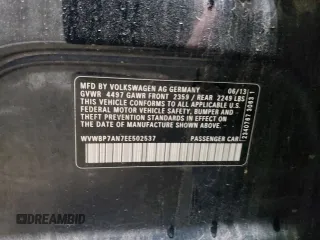 MFD BY VOLKSWAGEN AG GERMANY 06/13
GVWR 4497 GAWR FRONT 2359 / REAR 2249 LBS
THIS VEHICLE CONFORMS TO ALL APPLICABLE U.S.
FEDERAL MOTOR VEHICLE SAFETY, BUMPER, AND
THEFT PREVENTION STANDARDS IN EFFECT ON THE
DATE OF MANUFACTURE SHOWN ABOVE.
WVWBP7AN7EE502537 PASSENGER CAR
DREAMBID.COM